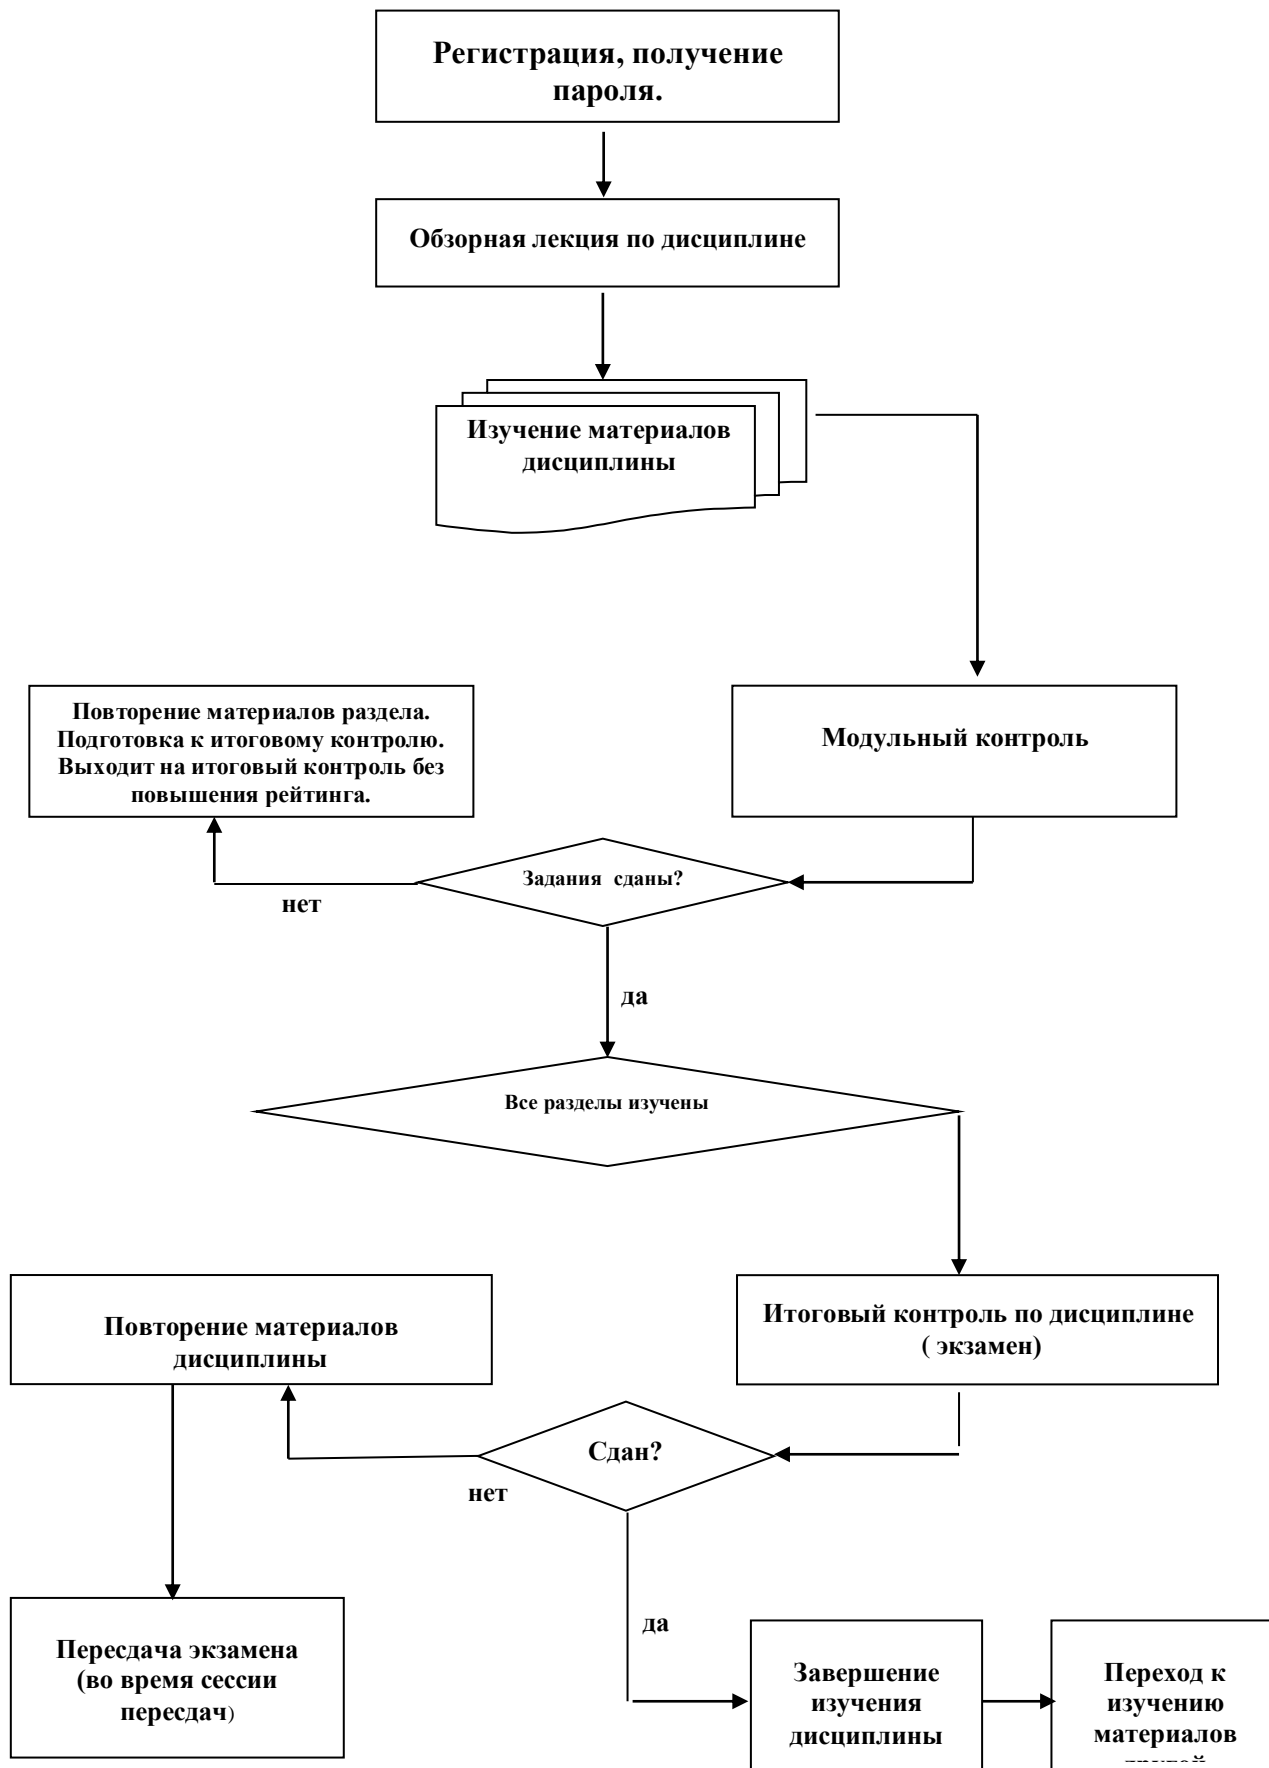 Регистрация, получение
пароля.
Обзорная лекция по дисциплине
Изучение материалов
дисциплины
Повторение материалов раздела.
Подготовка к итоговому контролю.
Выходит на итоговый контроль без
повышения рейтинга.
Модульный контроль
Задания сданы?
нет
да
Все разделы изучены
Повторение материалов
дисциплины
Итоговый контроль по дисциплине
( экзамен)
Сдан?
нет
да
Пересдача экзамена
(во время сессии
пересдач)
Завершение
изучения
дисциплины
Переход к
изучению
материалов